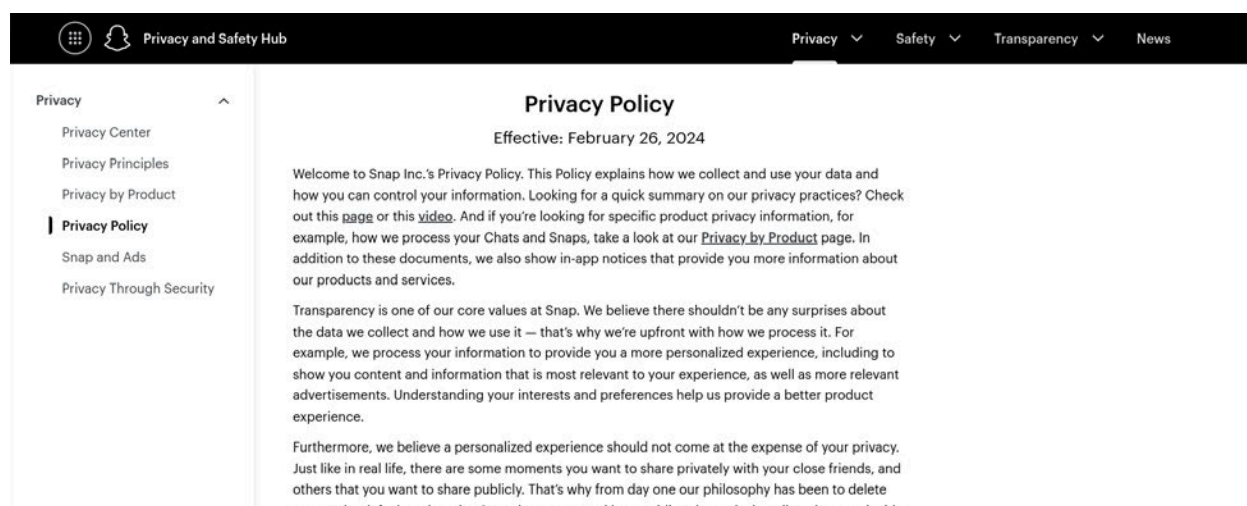 Privacy and Safety Hub
Privacy
Safety
Transparency
News
Privacy
Privacy Center
Privacy Principles
Privacy by Product
Privacy Policy
Snap and Ads
Privacy Through Security
Privacy Policy
Effective: February 26, 2024
Welcome to Snap Inc.’s Privacy Policy. This Policy explains how we collect and use your data and
how you can control your information. Looking for a quick summary on our privacy practices? Check
out this page or this video. And if you’re looking for specific product privacy information, for
example, how we process your Chats and Snaps, take a look at our Privacy by Product page. In
addition to these documents, we also show in-app notices that provide you more information about
our products and services.
Transparency is one of our core values at Snap. We believe there shouldn’t be any surprises about
the data we collect and how we use it — that’s why we’re upfront with how we process it. For
example, we process your information to provide you a more personalized experience, including to
show you content and information that is most relevant to your experience, as well as more relevant
advertisements. Understanding your interests and preferences help us provide a better product
experience.
Furthermore, we believe a personalized experience should not come at the expense of your privacy.
Just like in real life, there are some moments you want to share privately with your close friends, and
others that you want to share publicly. That’s why from day one our philosophy has been to delete